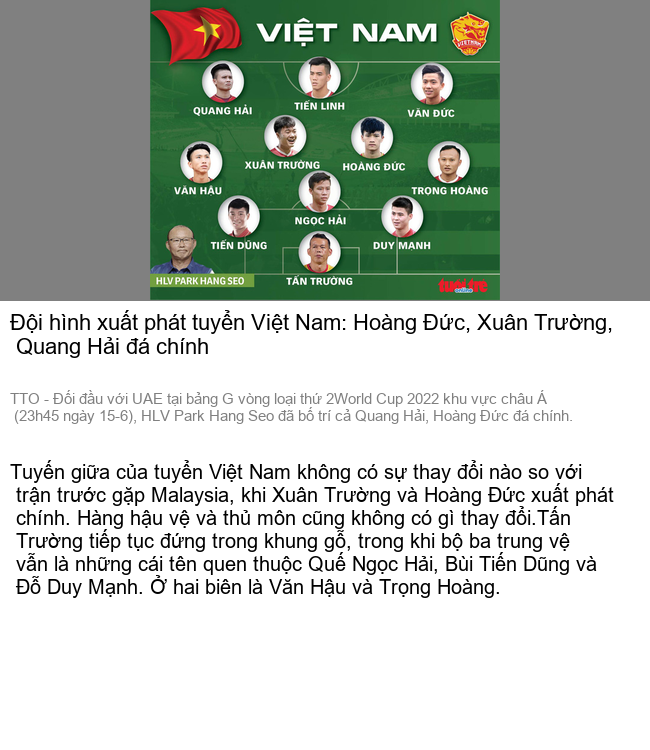 VIỆT NAM
VIETNAM
QUANG HẢI
TIẾN LINH
VĂN ĐỨC
XUÂN TRƯỜNG
HOÀNG ĐỨC
VĂN HẬU
TRỌNG HOÀNG
NGỌC HẢI
TIẾN DŨNG
DUY MẠNH
HLV PARK HANG SEO
TẤN TRƯỜNG
tuổi trẻ
online
Đội hình xuất phát tuyển Việt Nam: Hoàng Đức, Xuân Trường,
Quang Hải đá chính
TTO - Đối đầu với UAE tại bảng G vòng loại thứ 2World Cup 2022 khu vực châu Á
(23h45 ngày 15-6), HLV Park Hang Seo đã bố trí cả Quang Hải, Hoàng Đức đá chính.
Tuyến giữa của tuyển Việt Nam không có sự thay đổi nào so với
trận trước gặp Malaysia, khi Xuân Trường và Hoàng Đức xuất phát
chính. Hàng hậu vệ và thủ môn cũng không có gì thay đổi.Tấn
Trường tiếp tục đứng trong khung gỗ, trong khi bộ ba trung vệ
vẫn là những cái tên quen thuộc Quế Ngọc Hải, Bùi Tiến Dũng và
Đỗ Duy Mạnh. Ở hai biên là Văn Hậu và Trọng Hoàng.